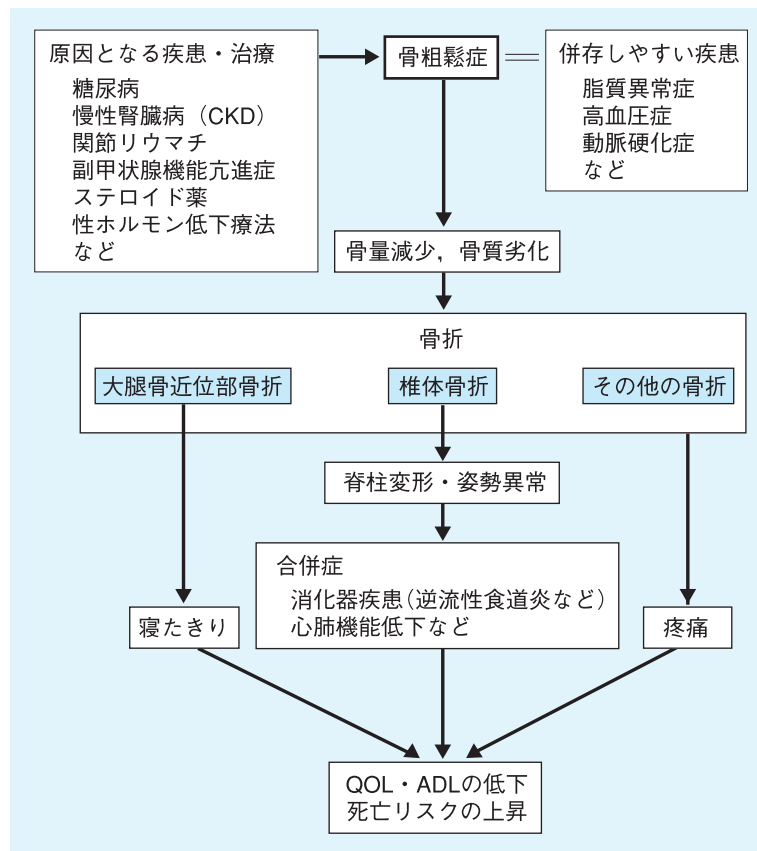 原因となる疾患・治療
糖尿病
慢性腎臓病（CKD）
関節リウマチ
副甲状腺機能亢進症
ステロイド薬
性ホルモン低下療法
など
骨粗鬆症
併存しやすい疾患
脂質異常症
高血圧症
動脈硬化症
など
骨量減少，骨質劣化
骨折
大腿骨近位部骨折
椎体骨折
その他の骨折
脊柱変形・姿勢異常
合併症
消化器疾患（逆流性食道炎など）
心肺機能低下など
寝たきり
疼痛
QOL・ADLの低下
死亡リスクの上昇